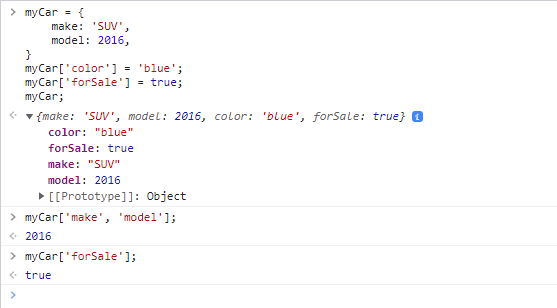 > myCar = {
make: 'SUV',
model: 2016,
}
myCar['color'] = 'blue';
myCar['forSale'] = true;
myCar;
{make: 'SUV', model: 2016, color: 'blue', forSale: true} i
color: "blue"
forSale: true
make: "SUV"
model: 2016
[[Prototype]]: Object
> myCar['make', 'model'];
2016
> myCar['forSale'];
true
>